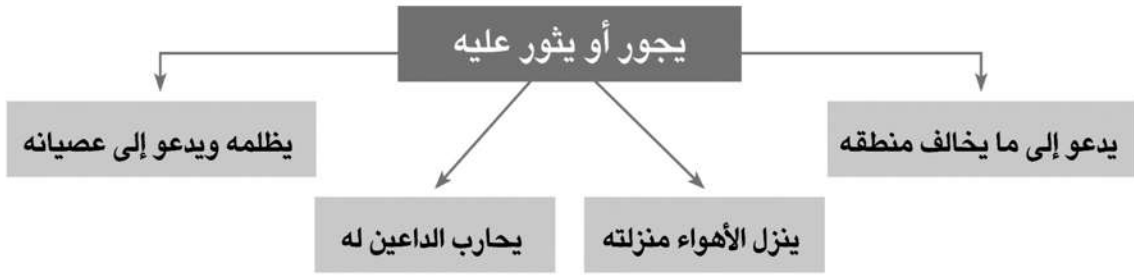 يجور أو يثور عليه
يدعو إلى ما يخالف منطقه
ينزل الأهواء منزلته
يحارب الداعين له
يظلمه ويدعو إلى عصيانه